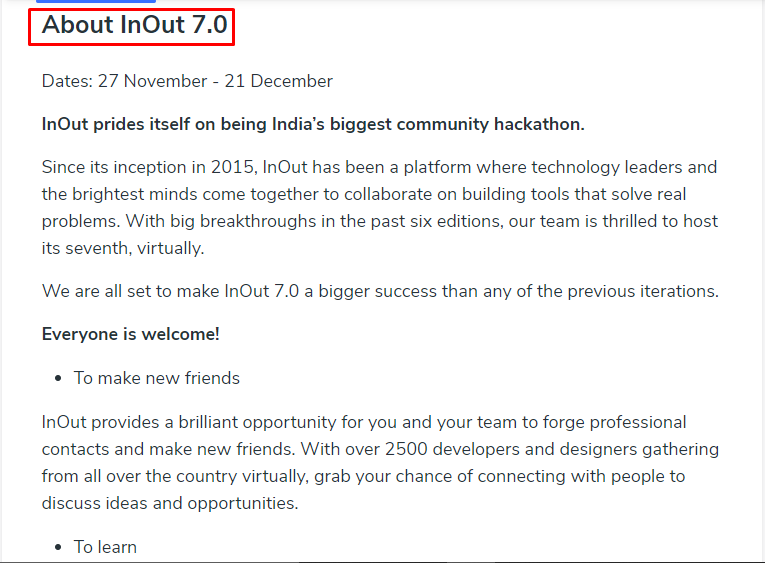 About InOut 7.0
Dates: 27 November - 21 December
InOut prides itself on being India’s biggest community hackathon.
Since its inception in 2015, InOut has been a platform where technology leaders and
the brightest minds come together to collaborate on building tools that solve real
problems. With big breakthroughs in the past six editions, our team is thrilled to host
its seventh, virtually.
We are all set to make InOut 7.0 a bigger success than any of the previous iterations.
Everyone is welcome!
• To make new friends
InOut provides a brilliant opportunity for you and your team to forge professional
contacts and make new friends. With over 2500 developers and designers gathering
from all over the country virtually, grab your chance of connecting with people to
discuss ideas and opportunities.
• To learn